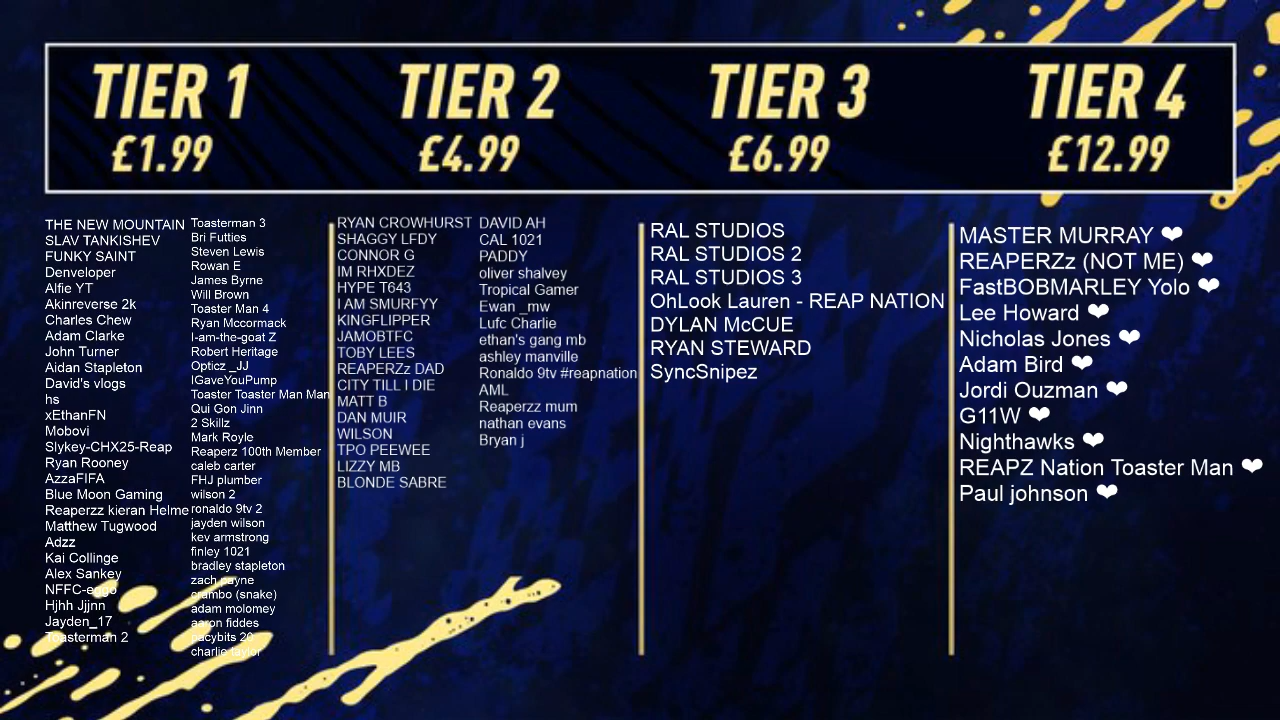 TIER 1
£1.99
TIER 2
£4.99
TIER 3
£6.99
TIER 4
£12.99
THE NEW MOUNTAIN
SLAV TANKISHEV
FUNKY SAINT
Denveloper
Alfie YT
Akinreverse 2k
Charles Chew
Adam Clarke
John Turner
Aidan Stapleton
David's vlogs
hs
xEthanFN
Mobovi
Slykey-CHX25-Reap
Ryan Rooney
AzzaFIFA
Blue Moon Gaming
Reaperzz kieran Helme
Matthew Tugwood
Adzz
Kai Collinge
Alex Sankey
NFFC-eggo
Hjhh Jjjnn
Jayden_17
Toasterman 2
Toasterman 3
Bri Futties
Steven Lewis
Rowan E
James Byrne
Will Brown
Toaster Man 4
Ryan Mccormack
I-am-the-goat Z
Robert Heritage
Opticz _JJ
IGaveYouPump
Toaster Toaster Man Man
Qui Gon Jinn
2 Skillz
Mark Royle
Reaperz 100th Member
caleb carter
FHJ plumber
wilson 2
ronaldo 9tv 2
jayden wilson
kev armstrong
finley 1021
bradley stapleton
zach payne
crambo (snake)
adam molomey
aaron fiddes
pacybits 20
charlie taylor
RYAN CROWHURST
SHAGGY LFDY
CONNOR G
IM RHXDEZ
HYPE T643
I AM SMURFYY
KINGFLIPPER
JAMOBTFC
TOBY LEES
REAPERZz DAD
CITY TILL I DIE
MATT B
DAN MUIR
WILSON
TPO PEEWEE
LIZZY MB
BLONDE SABRE
DAVID AH
CAL 1021
PADDY
oliver shalvey
Tropical Gamer
Ewan _mw
Lufc Charlie
ethan's gang mb
ashley manville
Ronaldo 9tv #reapnation
AML
Reaperzz mum
nathan evans
Bryan j
RAL STUDIOS
RAL STUDIOS 2
RAL STUDIOS 3
OhLook Lauren - REAP NATION
DYLAN McCUE
RYAN STEWARD
SyncSnipez
MASTER MURRAY ❤
REAPERZz (NOT ME) ❤
FastBOBMARLEY Yolo ❤
Lee Howard ❤
Nicholas Jones ❤
Adam Bird ❤
Jordi Ouzman ❤
G11W ❤
Nighthawks ❤
REAPZ Nation Toaster Man ❤
Paul johnson ❤